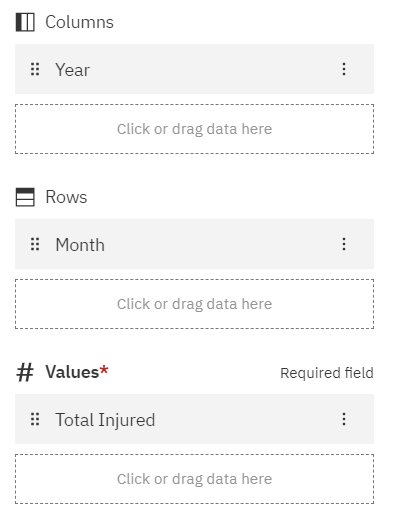 Columns
Year
Click or drag data here
Rows
Month
Click or drag data here
# Values* Required field
Total Injured
Click or drag data here